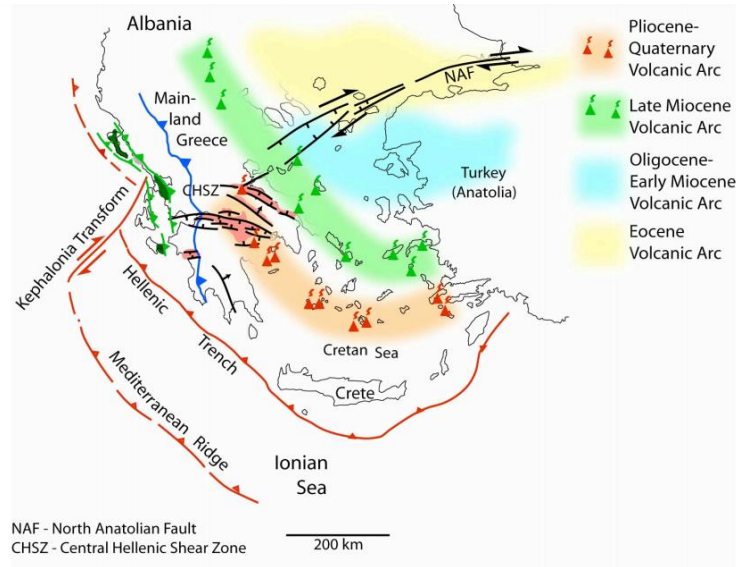 Albania
Main-
land
Greece
NAF
CHSZ
Turkey
(Anatolia)
Kephalonia Transform
Hellenic
Trench
Mediterranean Ridge
Cretan Sea
Crete
Ionian
Sea
Pliocene-
Quaternary
Volcanic Arc
Late Miocene
Volcanic Arc
Oligocene-
Early Miocene
Volcanic Arc
Eocene
Volcanic Arc
NAF - North Anatolian Fault
CHSZ - Central Hellenic Shear Zone
200 km